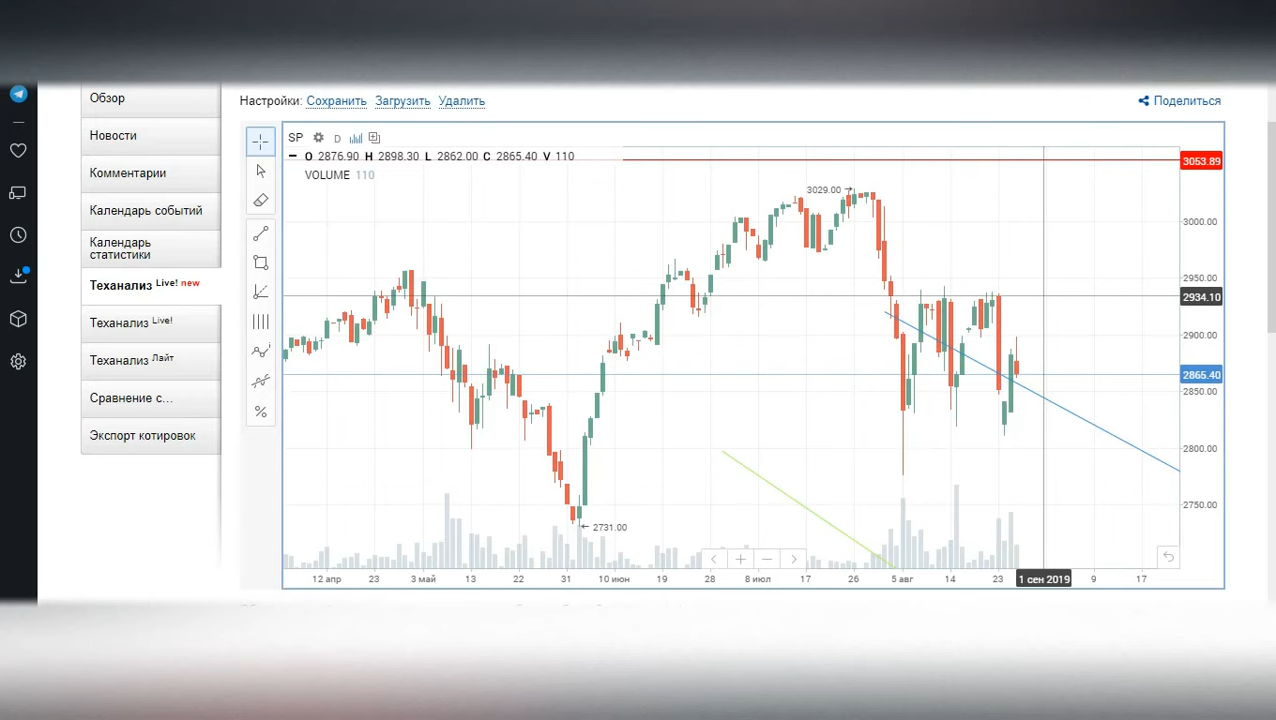 Обзор
Новости
Комментарии
Календарь событий
Календарь
статистики
Теханализ Live! new
Теханализ Live!
Теханализ Лайт
Сравнение с...
Экспорт котировок
Настройки: Сохранить Загрузить Удалить
Поделиться
SP D
O 2876.90 H 2898.30 L 2862.00 C 2865.40 V 110
VOLUME 110
3029.00
2731.00
3053.89
3000.00
2950.00
2934.10
2900.00
2865.40
2850.00
2800.00
2750.00
12 апр 23 3 май 13 22 31 10 июн 19 28 8 июл 17 26 5 авг 14 23 1 сен 2019 9 17